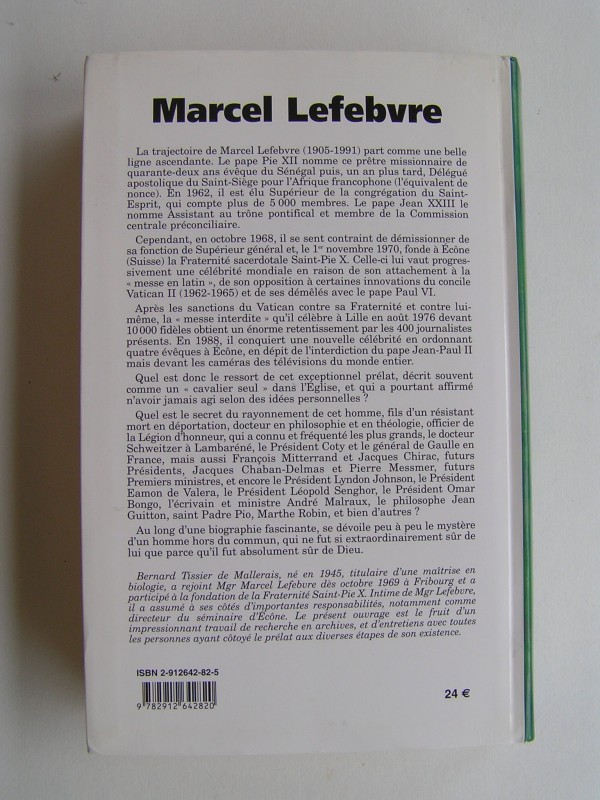 Marcel Lefebvre
La trajectoire de Marcel Lefebvre (1905-1991) part comme une belle
ligne ascendante. Le pape Pie XII nomme ce prêtre missionnaire de
quarante-deux ans évêque du Sénégal puis, un an plus tard, Délégué
apostolique du Saint-Siège pour l'Afrique francophone (l'équivalent de
nonce). En 1962, il est élu Supérieur de la congrégation du Saint-
Esprit, qui compte plus de 5 000 membres. Le pape Jean XXIII le
nomme Assistant au trône pontifical et membre de la Commission
centrale préconciliaire.
Cependant, en octobre 1968, il se sent contraint de démissionner de
sa fonction de Supérieur général et, le 1er novembre 1970, fonde à Ecône
(Suisse) la Fraternité sacerdotale Saint-Pie X. Celle-ci lui vaut progres-
sivement une célébrité mondiale en raison de son attachement à la
« messe en latin », de son opposition à certaines innovations du concile
Vatican II (1962-1965) et de ses démêlés avec le pape Paul VI.
Après les sanctions du Vatican contre sa Fraternité et contre lui-
même, la « messe interdite » qu'il célèbre à Lille en août 1976 devant
10 000 fidèles obtient un énorme retentissement par les 400 journalistes
présents. En 1988, il conquiert une nouvelle célébrité en ordonnant
quatre évêques à Ecône, en dépit de l'interdiction du pape Jean-Paul II
mais devant les caméras des télévisions du monde entier.
Quel est donc le ressort de cet exceptionnel prélat, décrit souvent
comme un « cavalier seul » dans l'Église, et qui a pourtant affirmé
n'avoir jamais agi selon des idées personnelles ?
Quel est le secret du rayonnement de cet homme, fils d'un résistant
mort en déportation, docteur en philosophie et en théologie, officier de
la Légion d'honneur, qui a connu et fréquenté les plus grands, le docteur
Schweitzer à Lambaréné, le Président Coty et le général de Gaulle en
France, mais aussi François Mitterrand et Jacques Chirac, futurs
Présidents, Jacques Chaban-Delmas et Pierre Messmer, futurs
Premiers ministres, et encore le Président Lyndon Johnson, le Président
Eamon de Valera, le Président Léopold Senghor, le Président Omar
Bongo, l'écrivain et ministre André Malraux, le philosophe Jean
Guitton, saint Padre Pio, Marthe Robin, et bien d'autres ?
Au long d'une biographie fascinante, se dévoile peu à peu le mystère
d'un homme hors du commun, qui ne fut si extraordinairement sûr de
lui que parce qu'il fut absolument sûr de Dieu.
Bernard Tissier de Mallerais, né en 1945, titulaire d'une maîtrise en
biologie, a rejoint Mgr Marcel Lefebvre dès octobre 1969 à Fribourg et a
participé à la fondation de la Fraternité Saint-Pie X. Intime de Mgr Lefebvre,
il a assumé à ses côtés d'importantes responsabilités, notamment comme
directeur du séminaire d'Écône. Le présent ouvrage est le fruit d'un
impressionnant travail de recherche en archives, et d'entretiens avec toutes
les personnes ayant côtoyé le prélat aux diverses étapes de son existence.
ISBN 2-912642-82-5
9 782912 642820
24 €